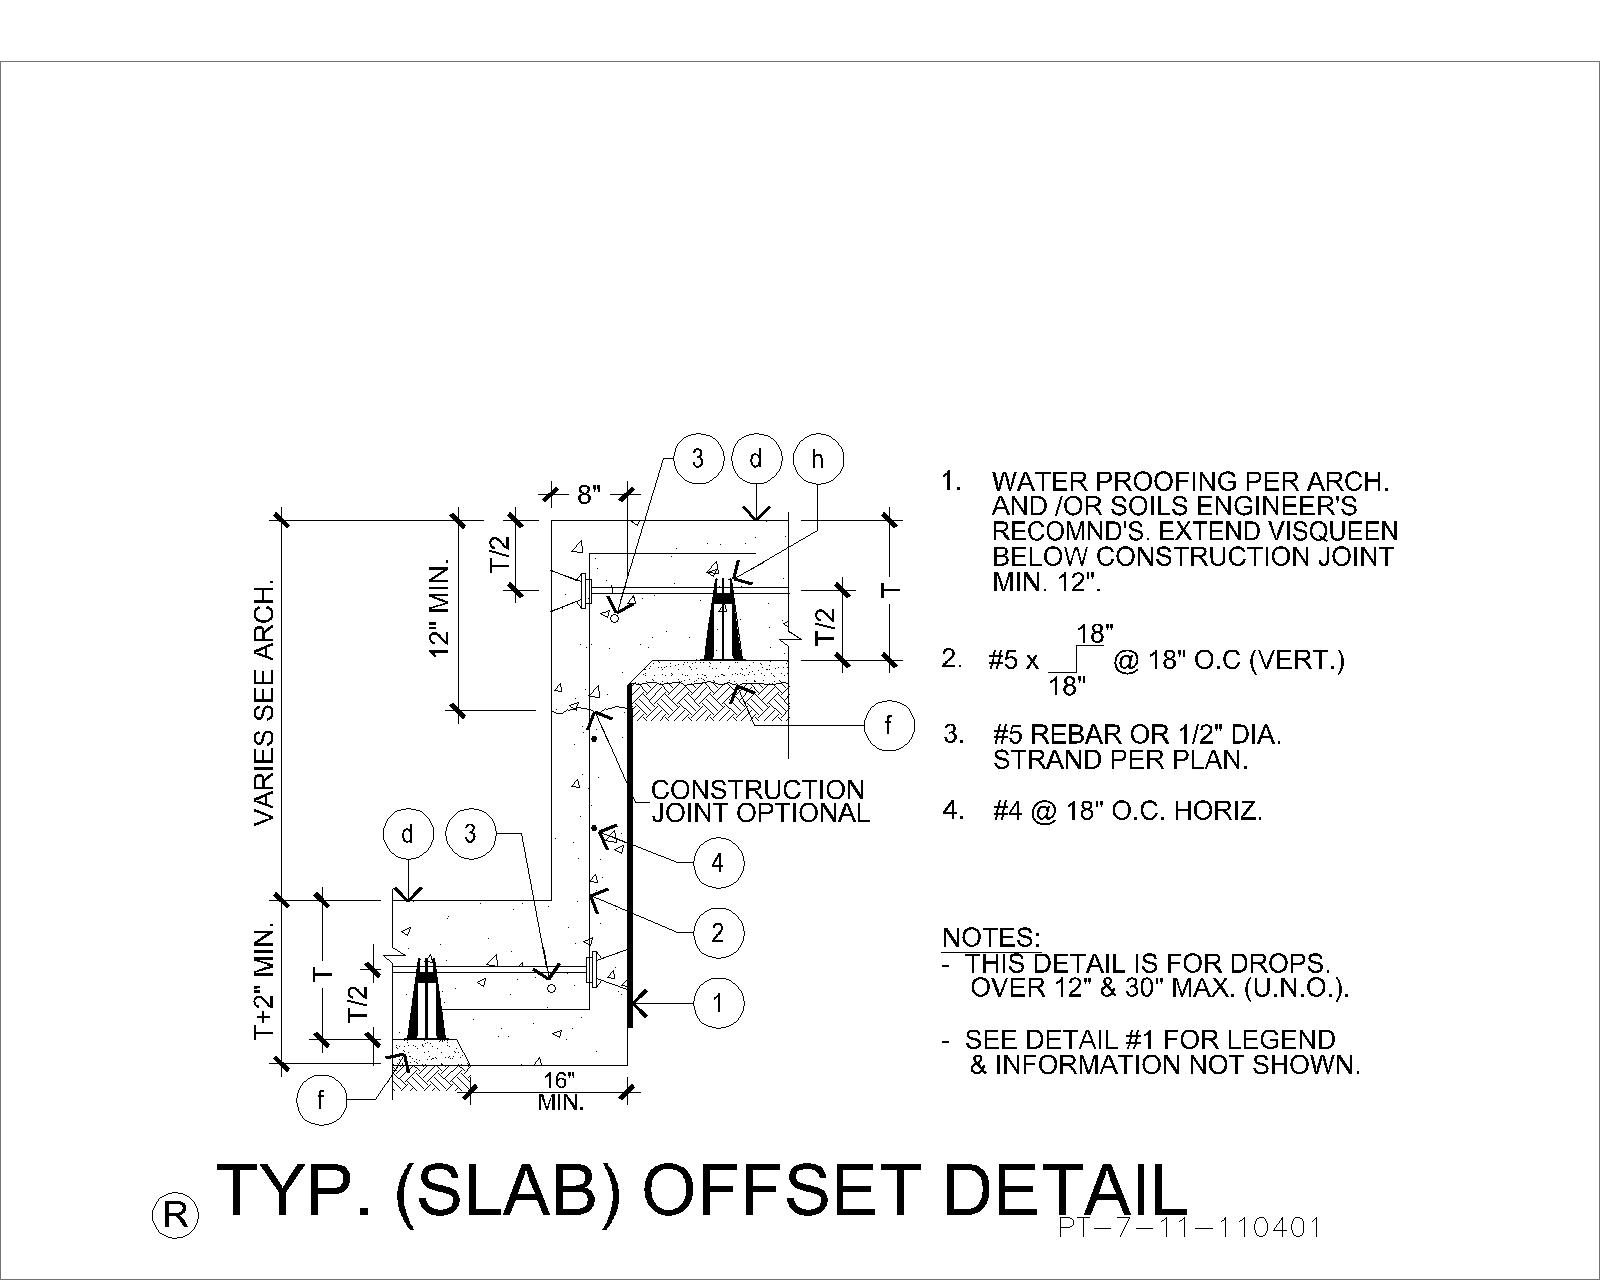 3 d h
8"
T/2
12" MIN.
VARIES SEE ARCH.
T/2
T
f
CONSTRUCTION
JOINT OPTIONAL
d 3
4
2
1
T+2" MIN.
T
T/2
f
16"
MIN.
1. WATER PROOFING PER ARCH.
AND /OR SOILS ENGINEER'S
RECOMND'S. EXTEND VISQUEEN
BELOW CONSTRUCTION JOINT
MIN. 12".
18"
2. #5 x @ 18" O.C (VERT.)
18"
3. #5 REBAR OR 1/2" DIA.
STRAND PER PLAN.
4. #4 @ 18" O.C. HORIZ.
NOTES:
- THIS DETAIL IS FOR DROPS.
OVER 12" & 30" MAX. (U.N.O.).
- SEE DETAIL #1 FOR LEGEND
& INFORMATION NOT SHOWN.
R TYP. (SLAB) OFFSET DETAIL
PT-7-11-110401